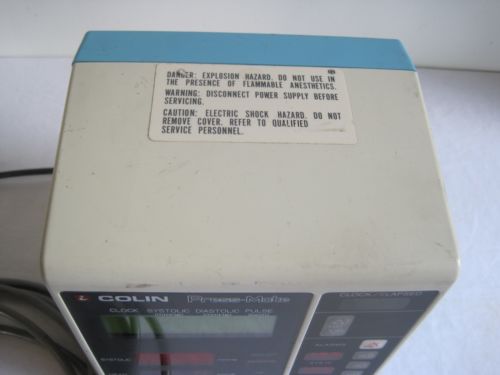 DANGER: EXPLOSION HAZARD. DO NOT USE IN
THE PRESENCE OF FLAMMABLE ANESTHETICS.
WARNING: DISCONNECT POWER SUPPLY BEFORE
SERVICING.
CAUTION: ELECTRIC SHOCK HAZARD. DO NOT
REMOVE COVER. REFER TO QUALIFIED
SERVICE PERSONNEL.
COLIN Press-Mate
CLOCK/ELAPSED
CLOCK SYSTOLIC DIASTOLIC PULSE
ALARMS
SYSTOLIC